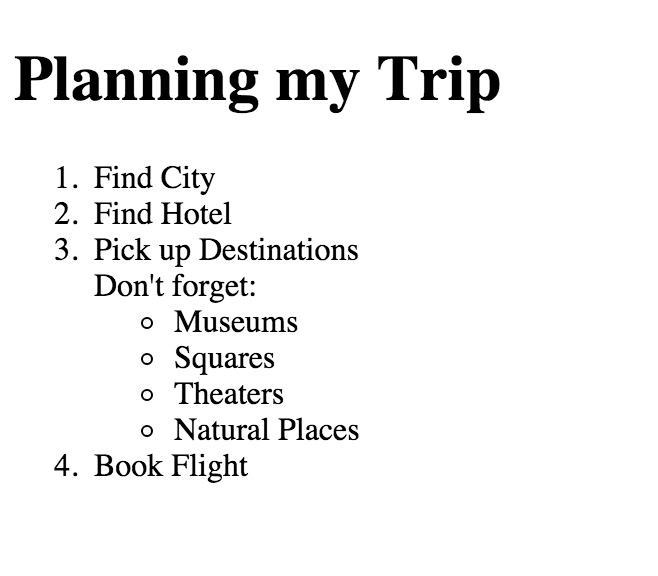 Planning my Trip
1. Find City
2. Find Hotel
3. Pick up Destinations
Don't forget:
○ Museums
○ Squares
○ Theaters
○ Natural Places
4. Book Flight